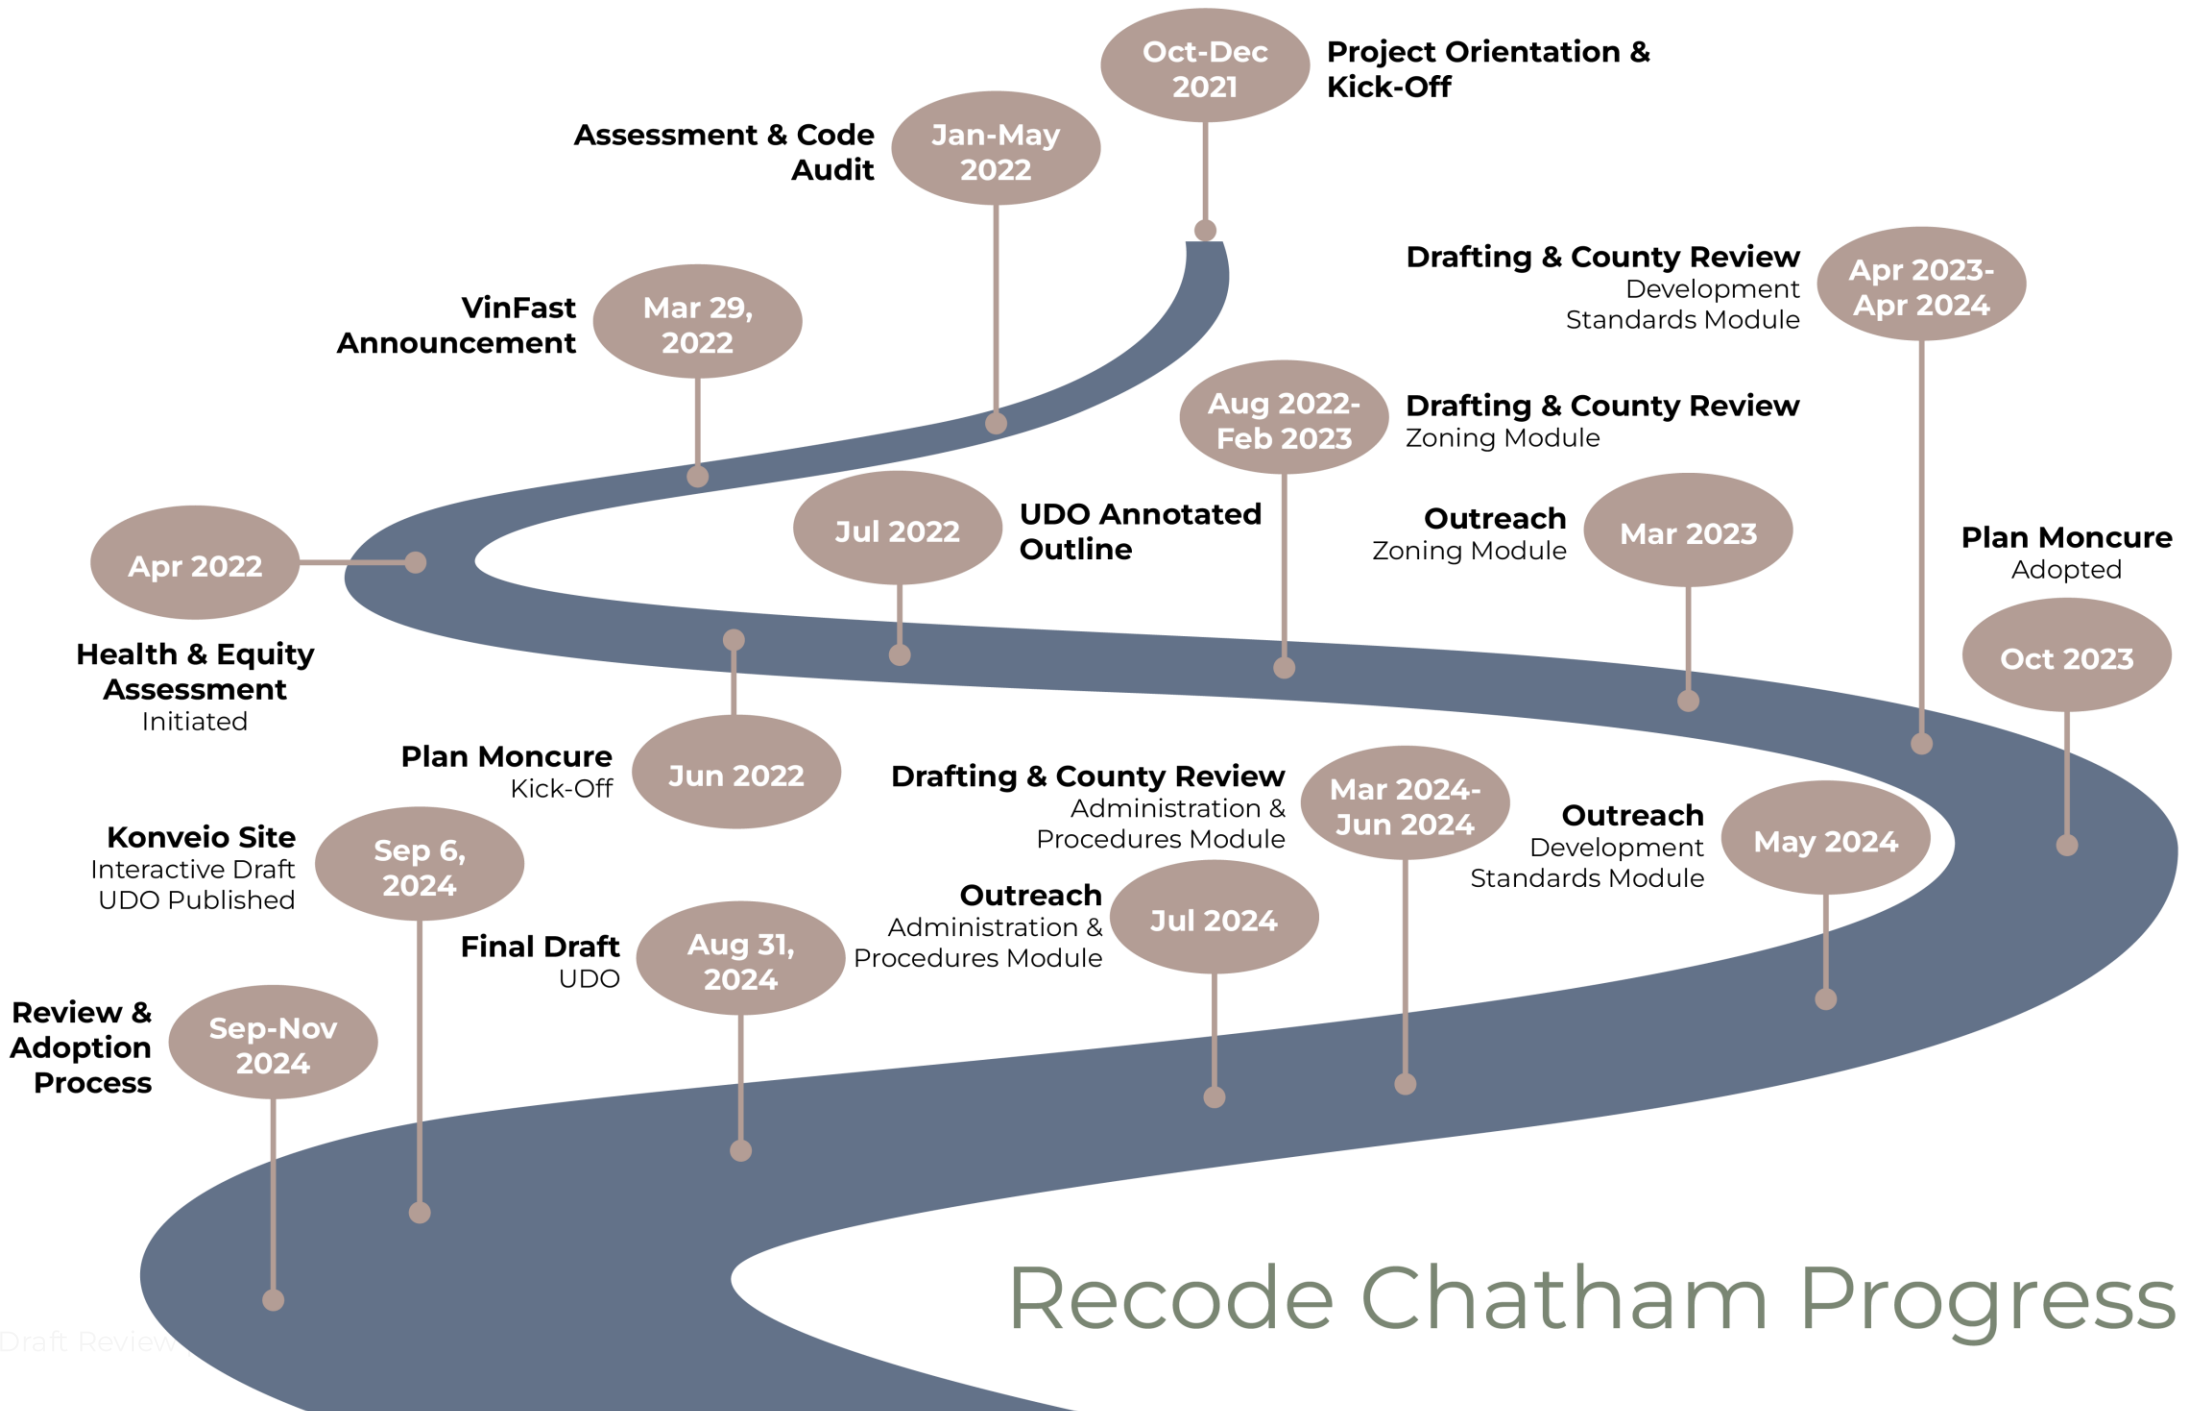 Oct-Dec
2021
Project Orientation &
Kick-Off
Assessment & Code
Audit
Jan-May
2022
VinFast
Announcement
Mar 29,
2022
Apr 2022
Health & Equity
Assessment
Initiated
Plan Moncure
Kick-Off
Jun 2022
Jul 2022
UDO Annotated
Outline
Aug 2022-
Feb 2023
Drafting & County Review
Zoning Module
Outreach
Zoning Module
Mar 2023
Drafting & County Review
Development
Standards Module
Apr 2023-
Apr 2024
Plan Moncure
Adopted
Oct 2023
Outreach
Development
Standards Module
May 2024
Drafting & County Review
Administration &
Procedures Module
Mar 2024-
Jun 2024
Outreach
Administration &
Procedures Module
Jul 2024
Final Draft
UDO
Aug 31,
2024
Konveio Site
Interactive Draft
UDO Published
Sep 6,
2024
Review &
Adoption
Process
Sep-Nov
2024
Draft Review
Recode Chatham Progress